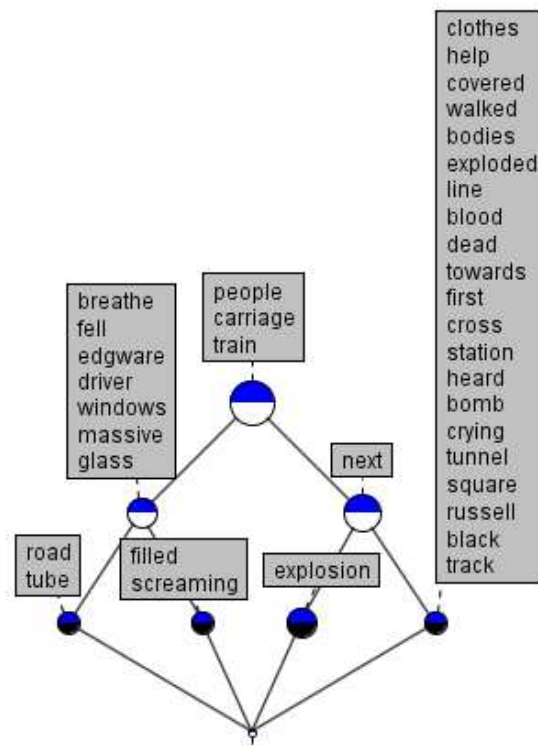 clothes
help
covered
walked
bodies
exploded
line
blood
dead
towards
first
cross
station
heard
bomb
crying
tunnel
square
russell
black
track
people
carriage
train
breathe
fell
edgware
driver
windows
massive
glass
next
road
tube
filled
screaming
explosion